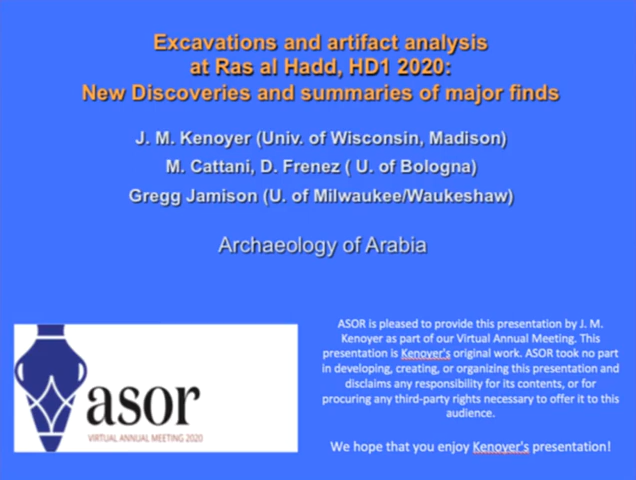 Excavations and artifact analysis
at Ras al Hadd, HD1 2020:
New Discoveries and summaries of major finds
J. M. Kenoyer (Univ. of Wisconsin, Madison)
M. Cattani, D. Frenez ( U. of Bologna)
Gregg Jamison (U. of Milwaukee/Waukeshaw)
Archaeology of Arabia
asor
VIRTUAL ANNUAL MEETING 2020
ASOR is pleased to provide this presentation by J. M.
Kenoyer as part of our Virtual Annual Meeting. This
presentation is Kenoyer's original work. ASOR took no part
in developing, creating, or organizing this presentation and
disclaims any responsibility for its contents, or for
procuring any third-party rights necessary to offer it to this
audience.
We hope that you enjoy Kenoyer's presentation!